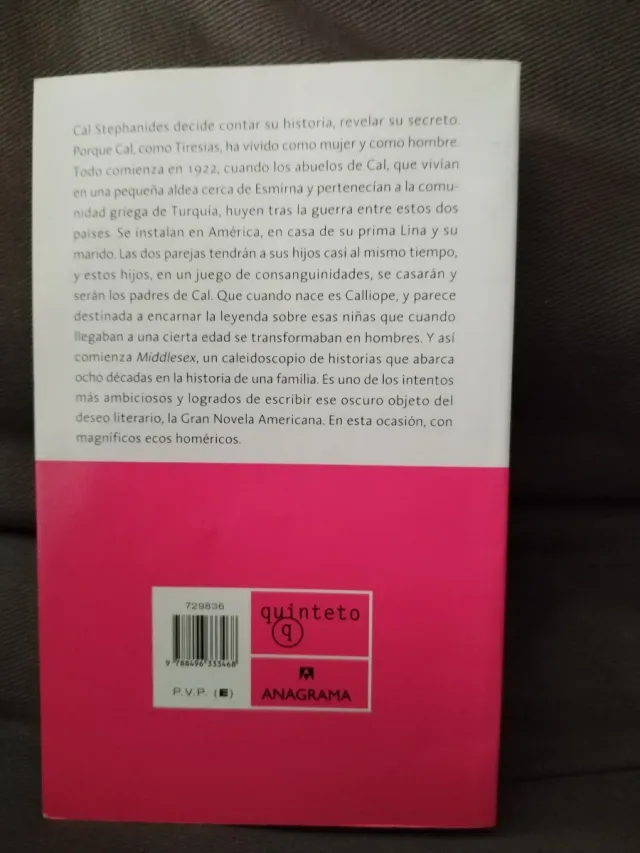 Cal Stephanides decide contar su historia, revelar su secreto.
Porque Cal, como Tiresias, ha vivido como mujer y como hombre.
Todo comienza en 1922, cuando los abuelos de Cal, que vivían
en una pequeña aldea cerca de Esmirna y pertenecían a la comu-
nidad griega de Turquía, huyen tras la guerra entre estos dos
países. Se instalan en América, en casa de su prima Lina y su
marido. Las dos parejas tendrán a sus hijos casi al mismo tiempo,
y estos hijos, en un juego de consanguinidades, se casarán y
serán los padres de Cal. Que cuando nace es Calliope, y parece
destinada a encarnar la leyenda sobre esas niñas que cuando
llegaban a una cierta edad se transformaban en hombres. Y así
comienza Middlesex, un caleidoscopio de historias que abarca
ocho décadas en la historia de una familia. Es uno de los intentos
más ambiciosos y logrados de escribir ese oscuro objeto del
deseo literario, la Gran Novela Americana. En esta ocasión, con
magníficos ecos homéricos.
729836
9 788496 333468
P.V.P. (E)
quinteto
q
ANAGRAMA